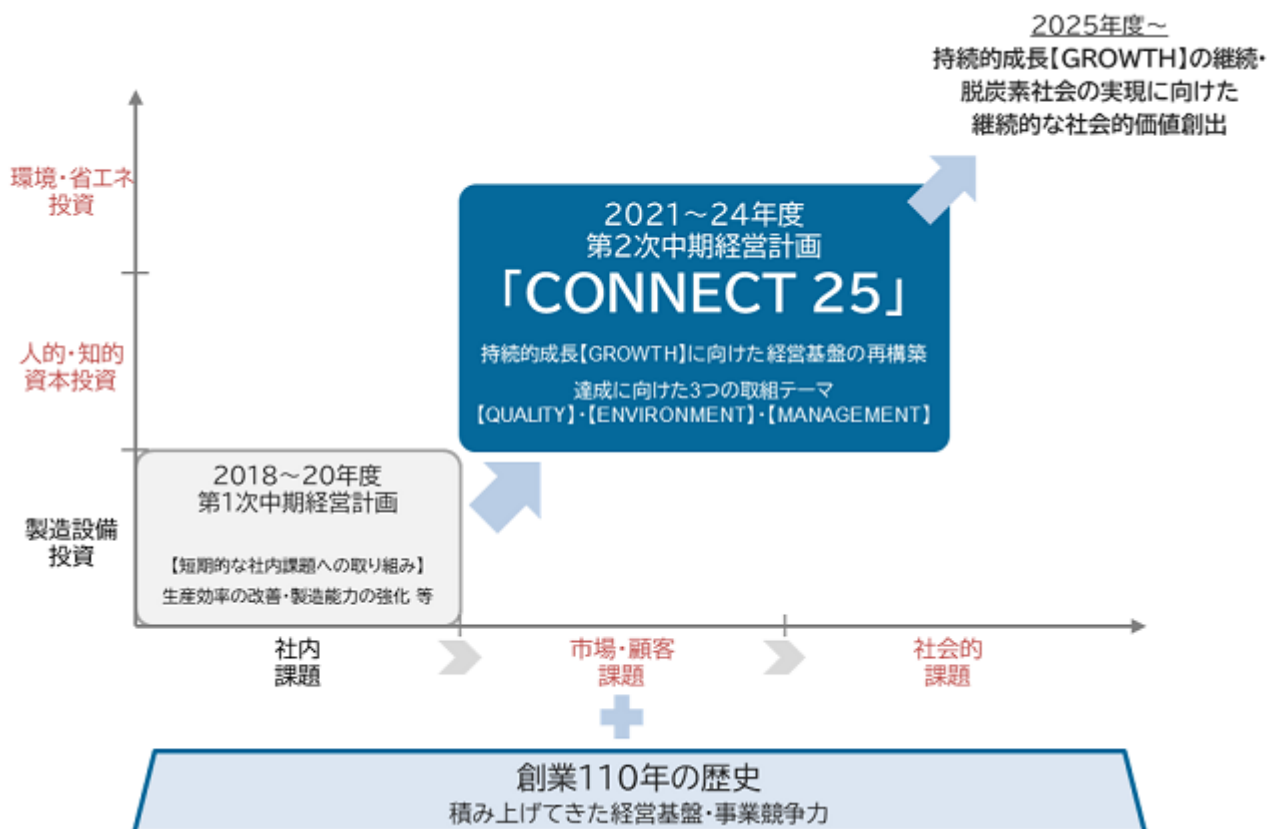 2025年度～
持続的成長【GROWTH】の継続・
脱炭素社会の実現に向けた
継続的な社会的価値創出
環境・省エネ
投資
2021～24年度
第2次中期経営計画
「CONNECT 25」
持続的成長【GROWTH】に向けた経営基盤の再構築
達成に向けた3つの取組テーマ
【QUALITY】・【ENVIRONMENT】・【MANAGEMENT】
人的・知的
資本投資
2018～20年度
第1次中期経営計画
【短期的な社内課題への取り組み】
生産効率の改善・製造能力の強化 等
製造設備
投資
社内
課題
市場・顧客
課題
社会的
課題
創業110年の歴史
積み上げてきた経営基盤・事業競争力